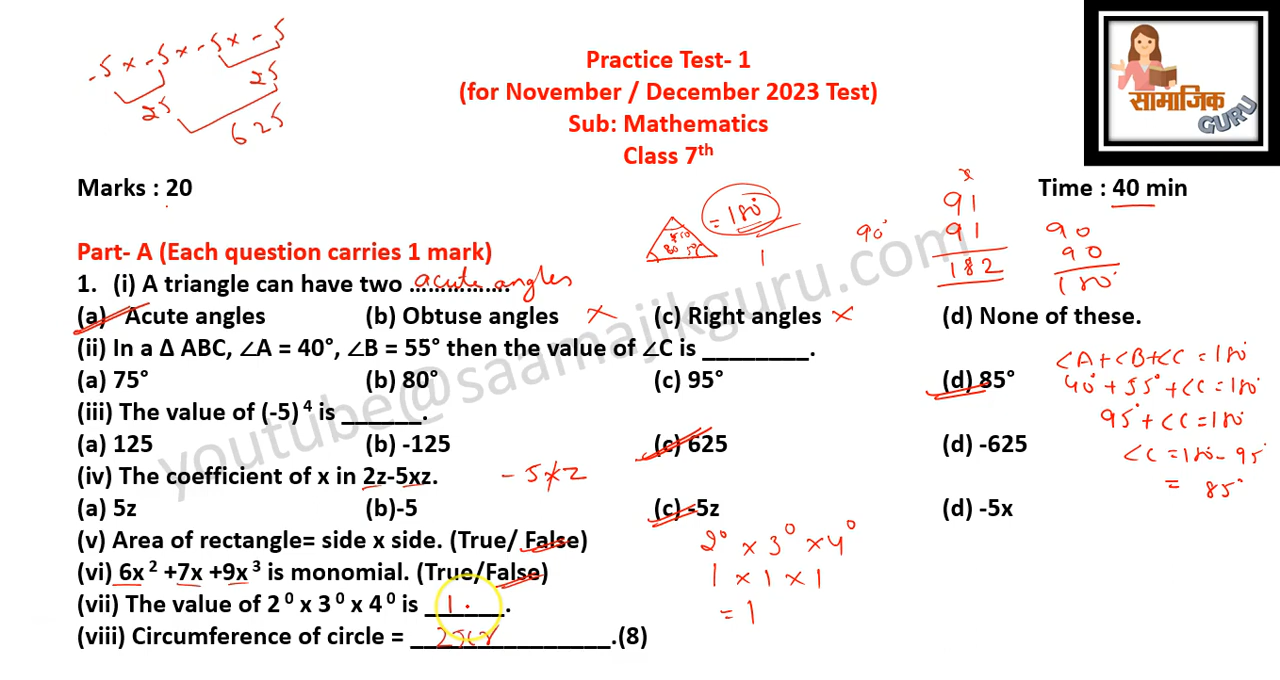 -5 x -5 x -5 x -5
25
25
625
सामाजिक
GURU
Practice Test- 1
(for November / December 2023 Test)
Sub: Mathematics
Class 7th
Marks : 20
Time : 40 min
= 180°
90°
91
91
182
90
90
180°
1
Part- A (Each question carries 1 mark)
1. (i) A triangle can have two ............... acute angles
(a) Acute angles (b) Obtuse angles x (c) Right angles x (d) None of these.
(ii) In a Δ ABC, ∠A = 40°, ∠B = 55° then the value of ∠C is ________.
(a) 75° (b) 80° (c) 95° (d) 85°
∠A+∠B+∠C = 180°
40° + 55° + ∠C = 180°
95° + ∠C = 180°
∠C = 180° - 95°
= 85°
(iii) The value of (-5)⁴ is ______.
(a) 125 (b) -125 (c) 625 (d) -625
(iv) The coefficient of x in 2z-5xz. -5xz
(a) 5z (b)-5 (c) -5z (d) -5x
(v) Area of rectangle= side x side. (True/ False)
(vi) 6x² +7x +9x³ is monomial. (True/False)
(vii) The value of 2⁰ x 3⁰ x 4⁰ is __1.__.
(viii) Circumference of circle = __2πr__________.(8)
2⁰ x 3⁰ x 4⁰
1 x 1 x 1
= 1
youtube@saamajikguru.com